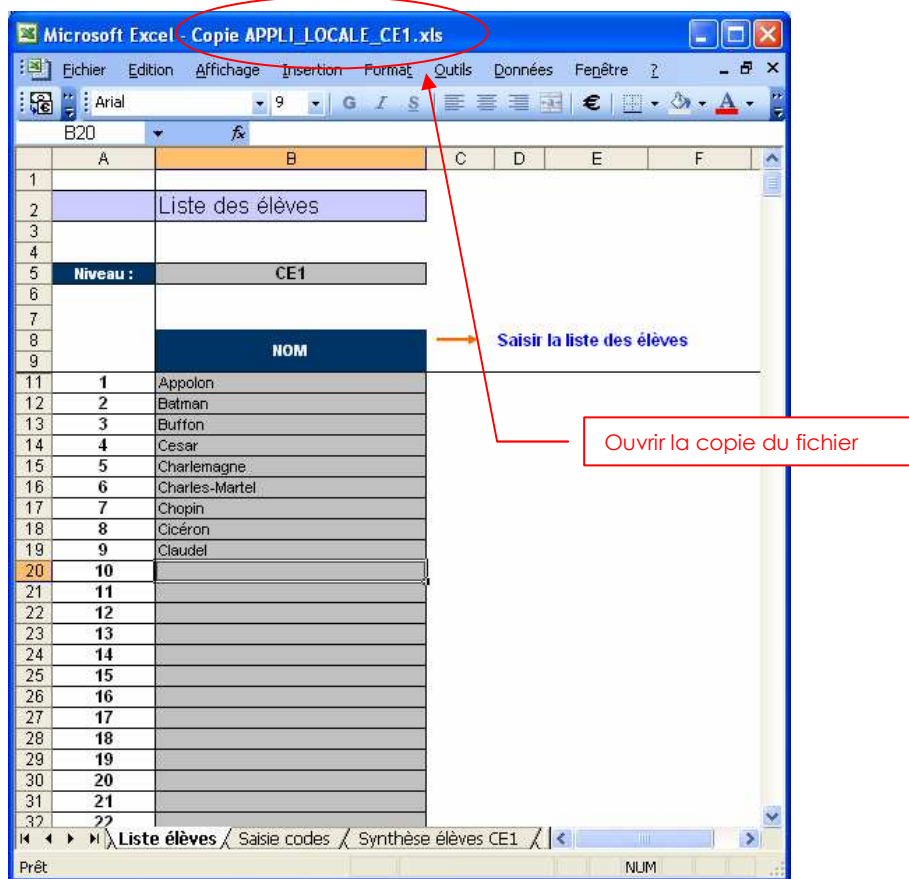 Microsoft Excel - Copie APPLI_LOCALE_CE1.xls
Fichier Edition Affichage Insertion Format Outils Données Fenêtre ?
Arial 9 G I S € A
B20 fx
A B C D E F
1
2 Liste des élèves
3
4
5 Niveau : CE1
6
7
8 NOM Saisir la liste des élèves
9
11 1 Appolon
12 2 Batman
13 3 Buffon
Ouvrir la copie du fichier
14 4 Cesar
15 5 Charlemagne
16 6 Charles-Martel
17 7 Chopin
18 8 Cicéron
19 9 Claudel
20 10
21 11
22 12
23 13
24 14
25 15
26 16
27 17
28 18
29 19
30 20
31 21
32 22
Liste élèves / Saisie codes / Synthèse élèves CE1 /
Prêt NUM